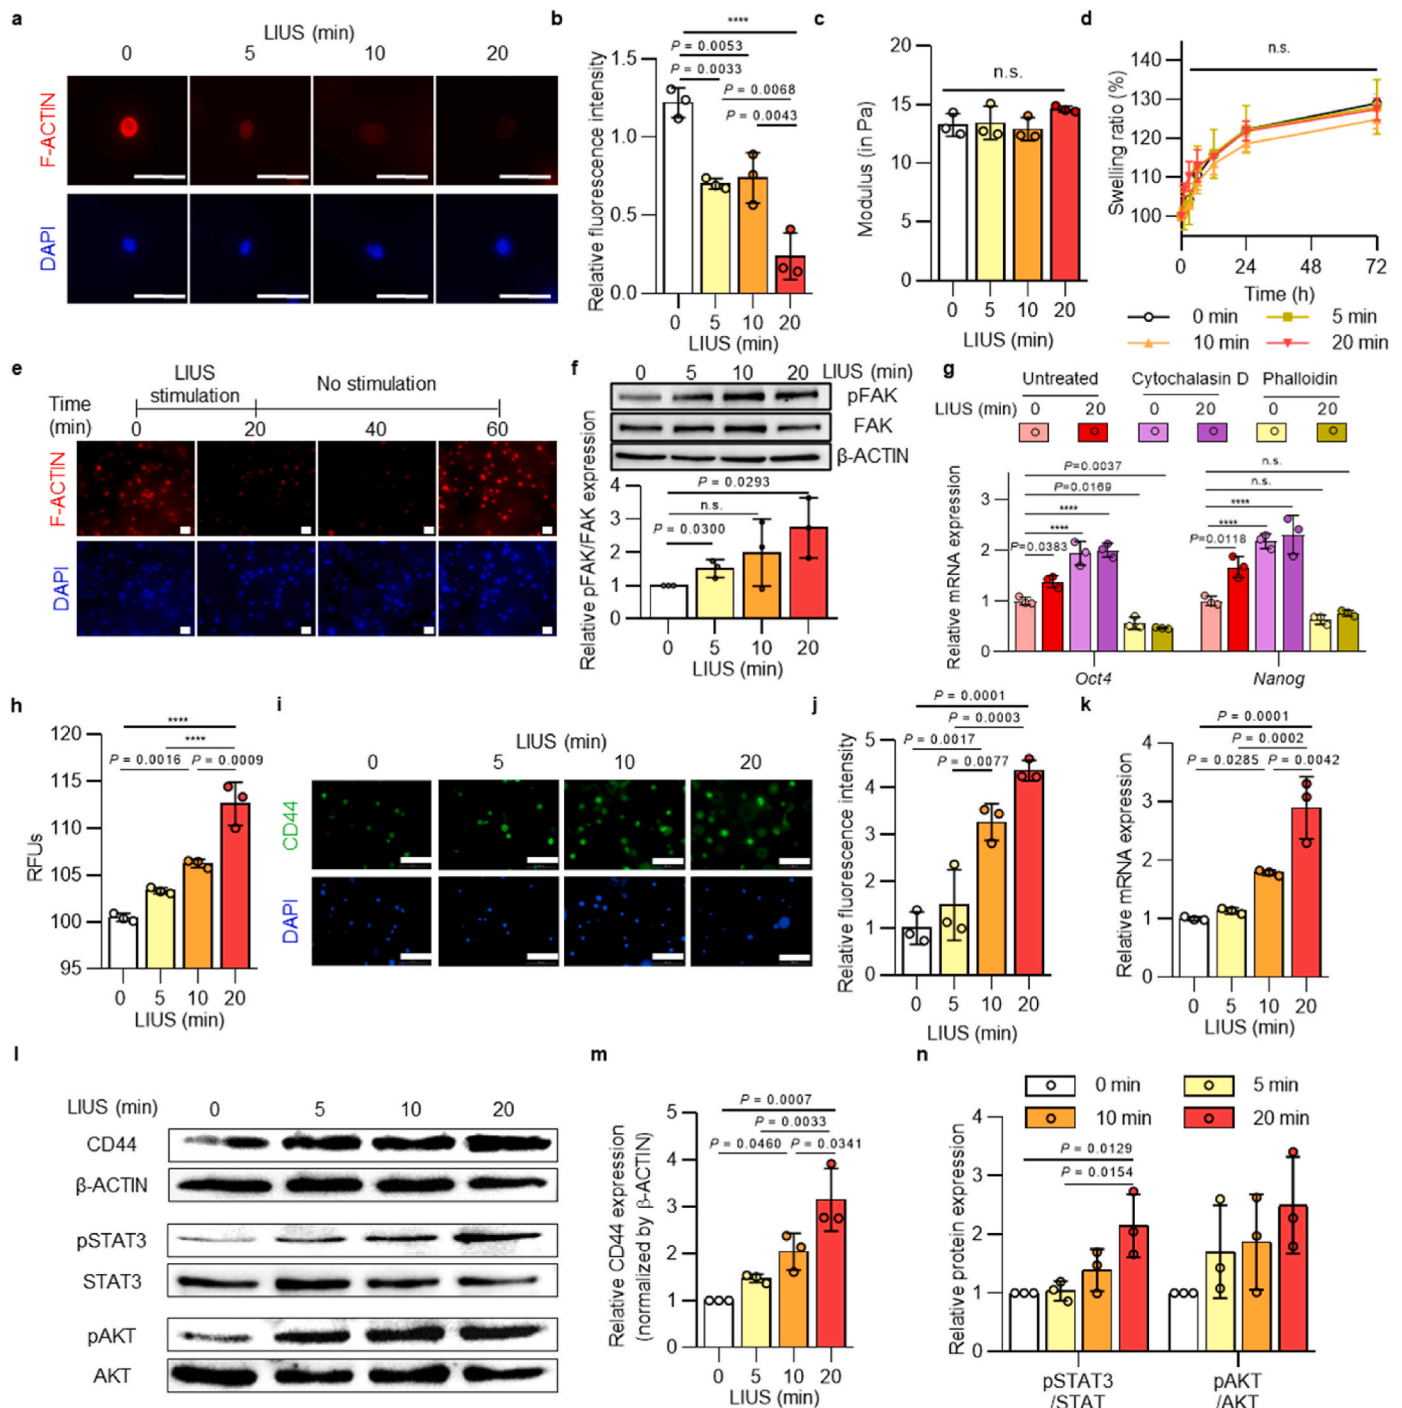 a
LIUS (min)
0 5 10 20
F-ACTIN
DAPI
b
****
P = 0.0053
P = 0.0033
P = 0.0068
P = 0.0043
Relative fluorescence intensity
1.5
1.0
0.5
0.0
0 5 10 20
LIUS (min)
c
n.s.
Modulus (in Pa)
20
15
10
5
0
0 5 10 20
LIUS (min)
d
n.s.
Swelling ratio (%)
140
130
120
110
100
0 24 48 72
Time (h)
0 min 5 min
10 min 20 min
e
LIUS
stimulation
No stimulation
Time
(min)
0 20 40 60
F-ACTIN
DAPI
f
0 5 10 20 LIUS (min)
pFAK
FAK
β-ACTIN
Relative pFAK/FAK expression
P = 0.0293
n.s.
P = 0.0300
4
3
2
1
0
0 5 10 20
LIUS (min)
g
Untreated Cytochalasin D Phalloidin
LIUS (min) 0 20 0 20 0 20
Relative mRNA expression
P=0.0037
P=0.0169
****
****
P=0.0383
n.s.
n.s.
****
****
P=0.0118
3
2
1
0
Oct4 Nanog
h
****
****
P = 0.0016 P = 0.0009
RFUs
120
115
110
105
100
95
0 5 10 20
LIUS (min)
i
LIUS (min)
0 5 10 20
CD44
DAPI
j
P = 0.0001
P = 0.0003
P = 0.0017
P = 0.0077
Relative fluorescence intensity
5
4
3
2
1
0
0 5 10 20
LIUS (min)
k
P = 0.0001
P = 0.0002
P = 0.0285 P = 0.0042
Relative mRNA expression
4
3
2
1
0
0 5 10 20
LIUS (min)
l
LIUS (min) 0 5 10 20
CD44
β-ACTIN
pSTAT3
STAT3
pAKT
AKT
m
P = 0.0007
P = 0.0033
P = 0.0460 P = 0.0341
Relative CD44 expression
(normalized by β-ACTIN)
5
4
3
2
1
0
0 5 10 20
LIUS (min)
n
0 min 5 min
10 min 20 min
P = 0.0129
P = 0.0154
Relative protein expression
4
3
2
1
0
pSTAT3
/STAT
pAKT
/AKT